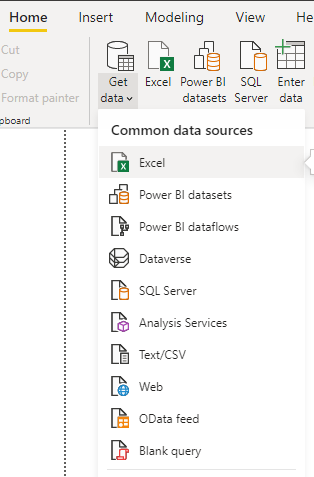 Home Insert Modeling View He
Cut
Copy
Format painter
pboard
Get data
Excel
Power BI datasets
SQL Server
Enter data
Common data sources
Excel
Power BI datasets
Power BI dataflows
Dataverse
SQL Server
Analysis Services
Text/CSV
Web
OData feed
Blank query